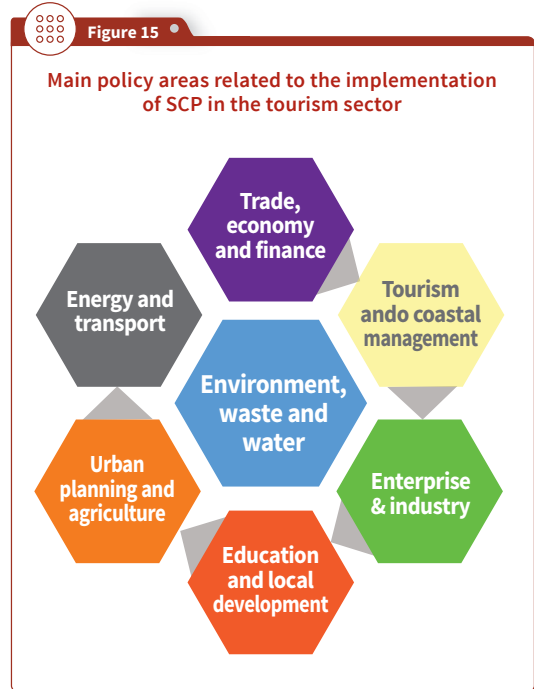 Figure 15
Main policy areas related to the implementation
of SCP in the tourism sector
Trade,
economy
and finance
Tourism
ando coastal
management
Enterprise
& industry
Education
and local
development
Urban
planning and
agriculture
Energy and
transport
Environment,
waste and
water